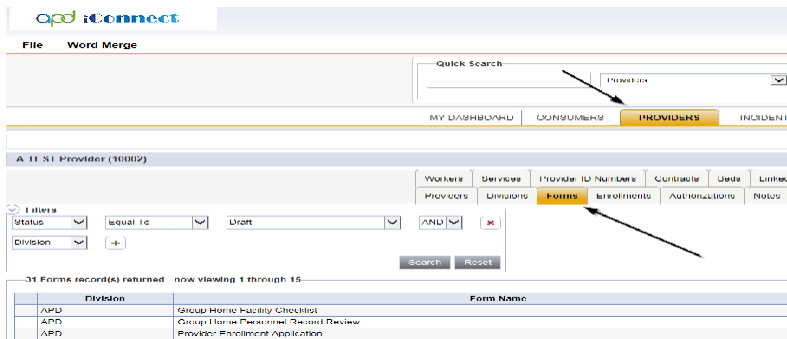 apd iConnect
File Word Merge
Quick Search
Providers
MY DASHBOARD CONSUMERS PROVIDERS INCIDENT
A TEST Provider (10002)
Workers Services Provider ID Numbers Contracts Beds Linked
Providers Divisions Forms Enrollments Authorizations Notes
Filters
Status Equal To Draft AND
Division
Search Reset
31 Forms record(s) returned now viewing 1 through 15
Division Form Name
APD Group Home Facility Checklist
APD Group Home Personnel Record Review
APD Provider Enrollment Application